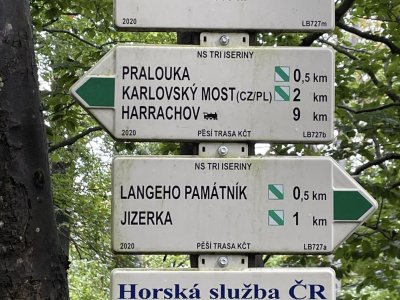 2020 LB727m
NS TRI ISERINY
PRALOUKA 0,5 km
KARLOVSKÝ MOST (CZ/PL) 2 km
HARRACHOV 9 km
2020 PĚŠÍ TRASA KČT LB727b
NS TRI ISERINY
LANGEHO PAMÁTNÍK 0,5 km
JIZERKA 1 km
2020 PĚŠÍ TRASA KČT LB727a
Horská služba ČR